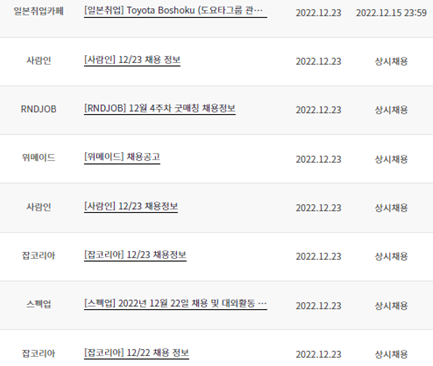 일본취업카페 [일본취업] Toyota Boshoku (도요타그룹 관… 2022.12.23 2022.12.15 23:59
사람인 [사람인] 12/23 채용 정보 2022.12.23 상시채용
RNDJOB [RNDJOB] 12월 4주차 굿매칭 채용정보 2022.12.23 상시채용
위메이드 [위메이드] 채용공고 2022.12.23 상시채용
사람인 [사람인] 12/23 채용정보 2022.12.23 상시채용
잡코리아 [잡코리아] 12/23 채용정보 2022.12.23 상시채용
스펙업 [스펙업] 2022년 12월 22일 채용 및 대외활동 … 2022.12.23 상시채용
잡코리아 [잡코리아] 12/22 채용 정보 2022.12.23 상시채용